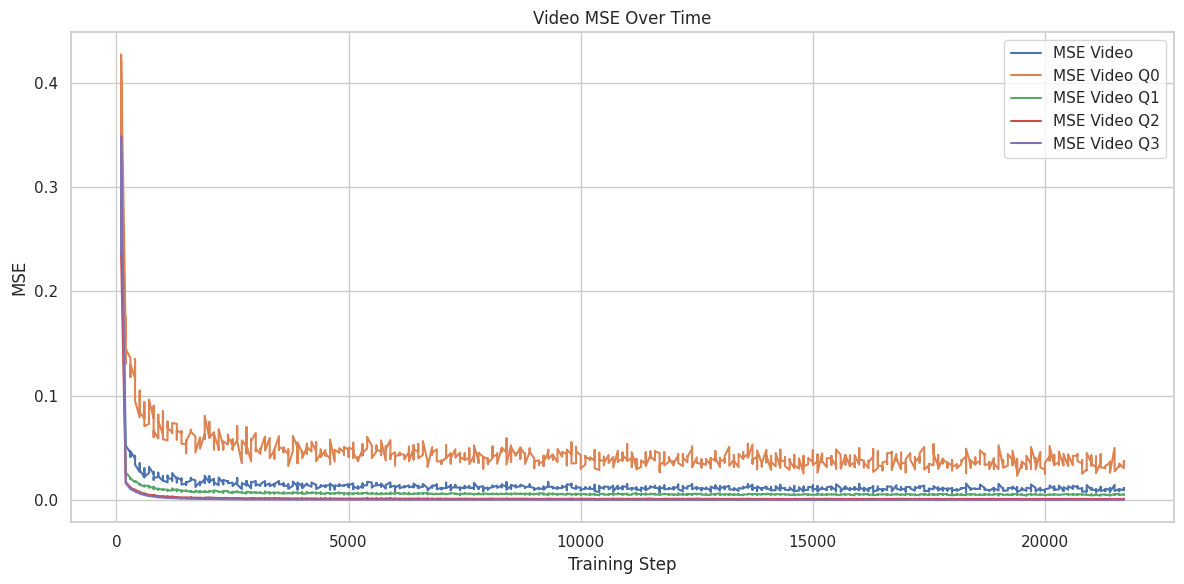 Video MSE Over Time
MSE Video
MSE Video Q0
MSE Video Q1
MSE Video Q2
MSE Video Q3
0.4
0.3
0.2
0.1
0.0
MSE
0
5000
10000
15000
20000
Training Step